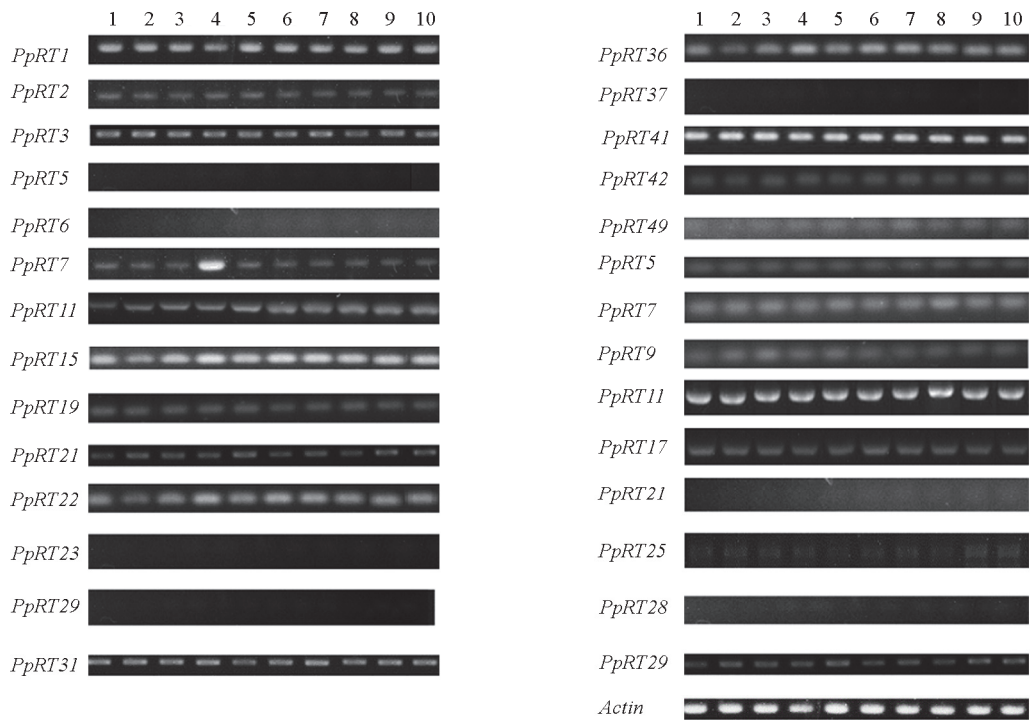 1 2 3 4 5 6 7 8 9 10
PpRT1
PpRT2
PpRT3
PpRT5
PpRT6
PpRT7
PpRT11
PpRT15
PpRT19
PpRT21
PpRT22
PpRT23
PpRT29
PpRT31
1 2 3 4 5 6 7 8 9 10
PpRT36
PpRT37
PpRT41
PpRT42
PpRT49
PpRT5
PpRT7
PpRT9
PpRT11
PpRT17
PpRT21
PpRT25
PpRT28
PpRT29
Actin